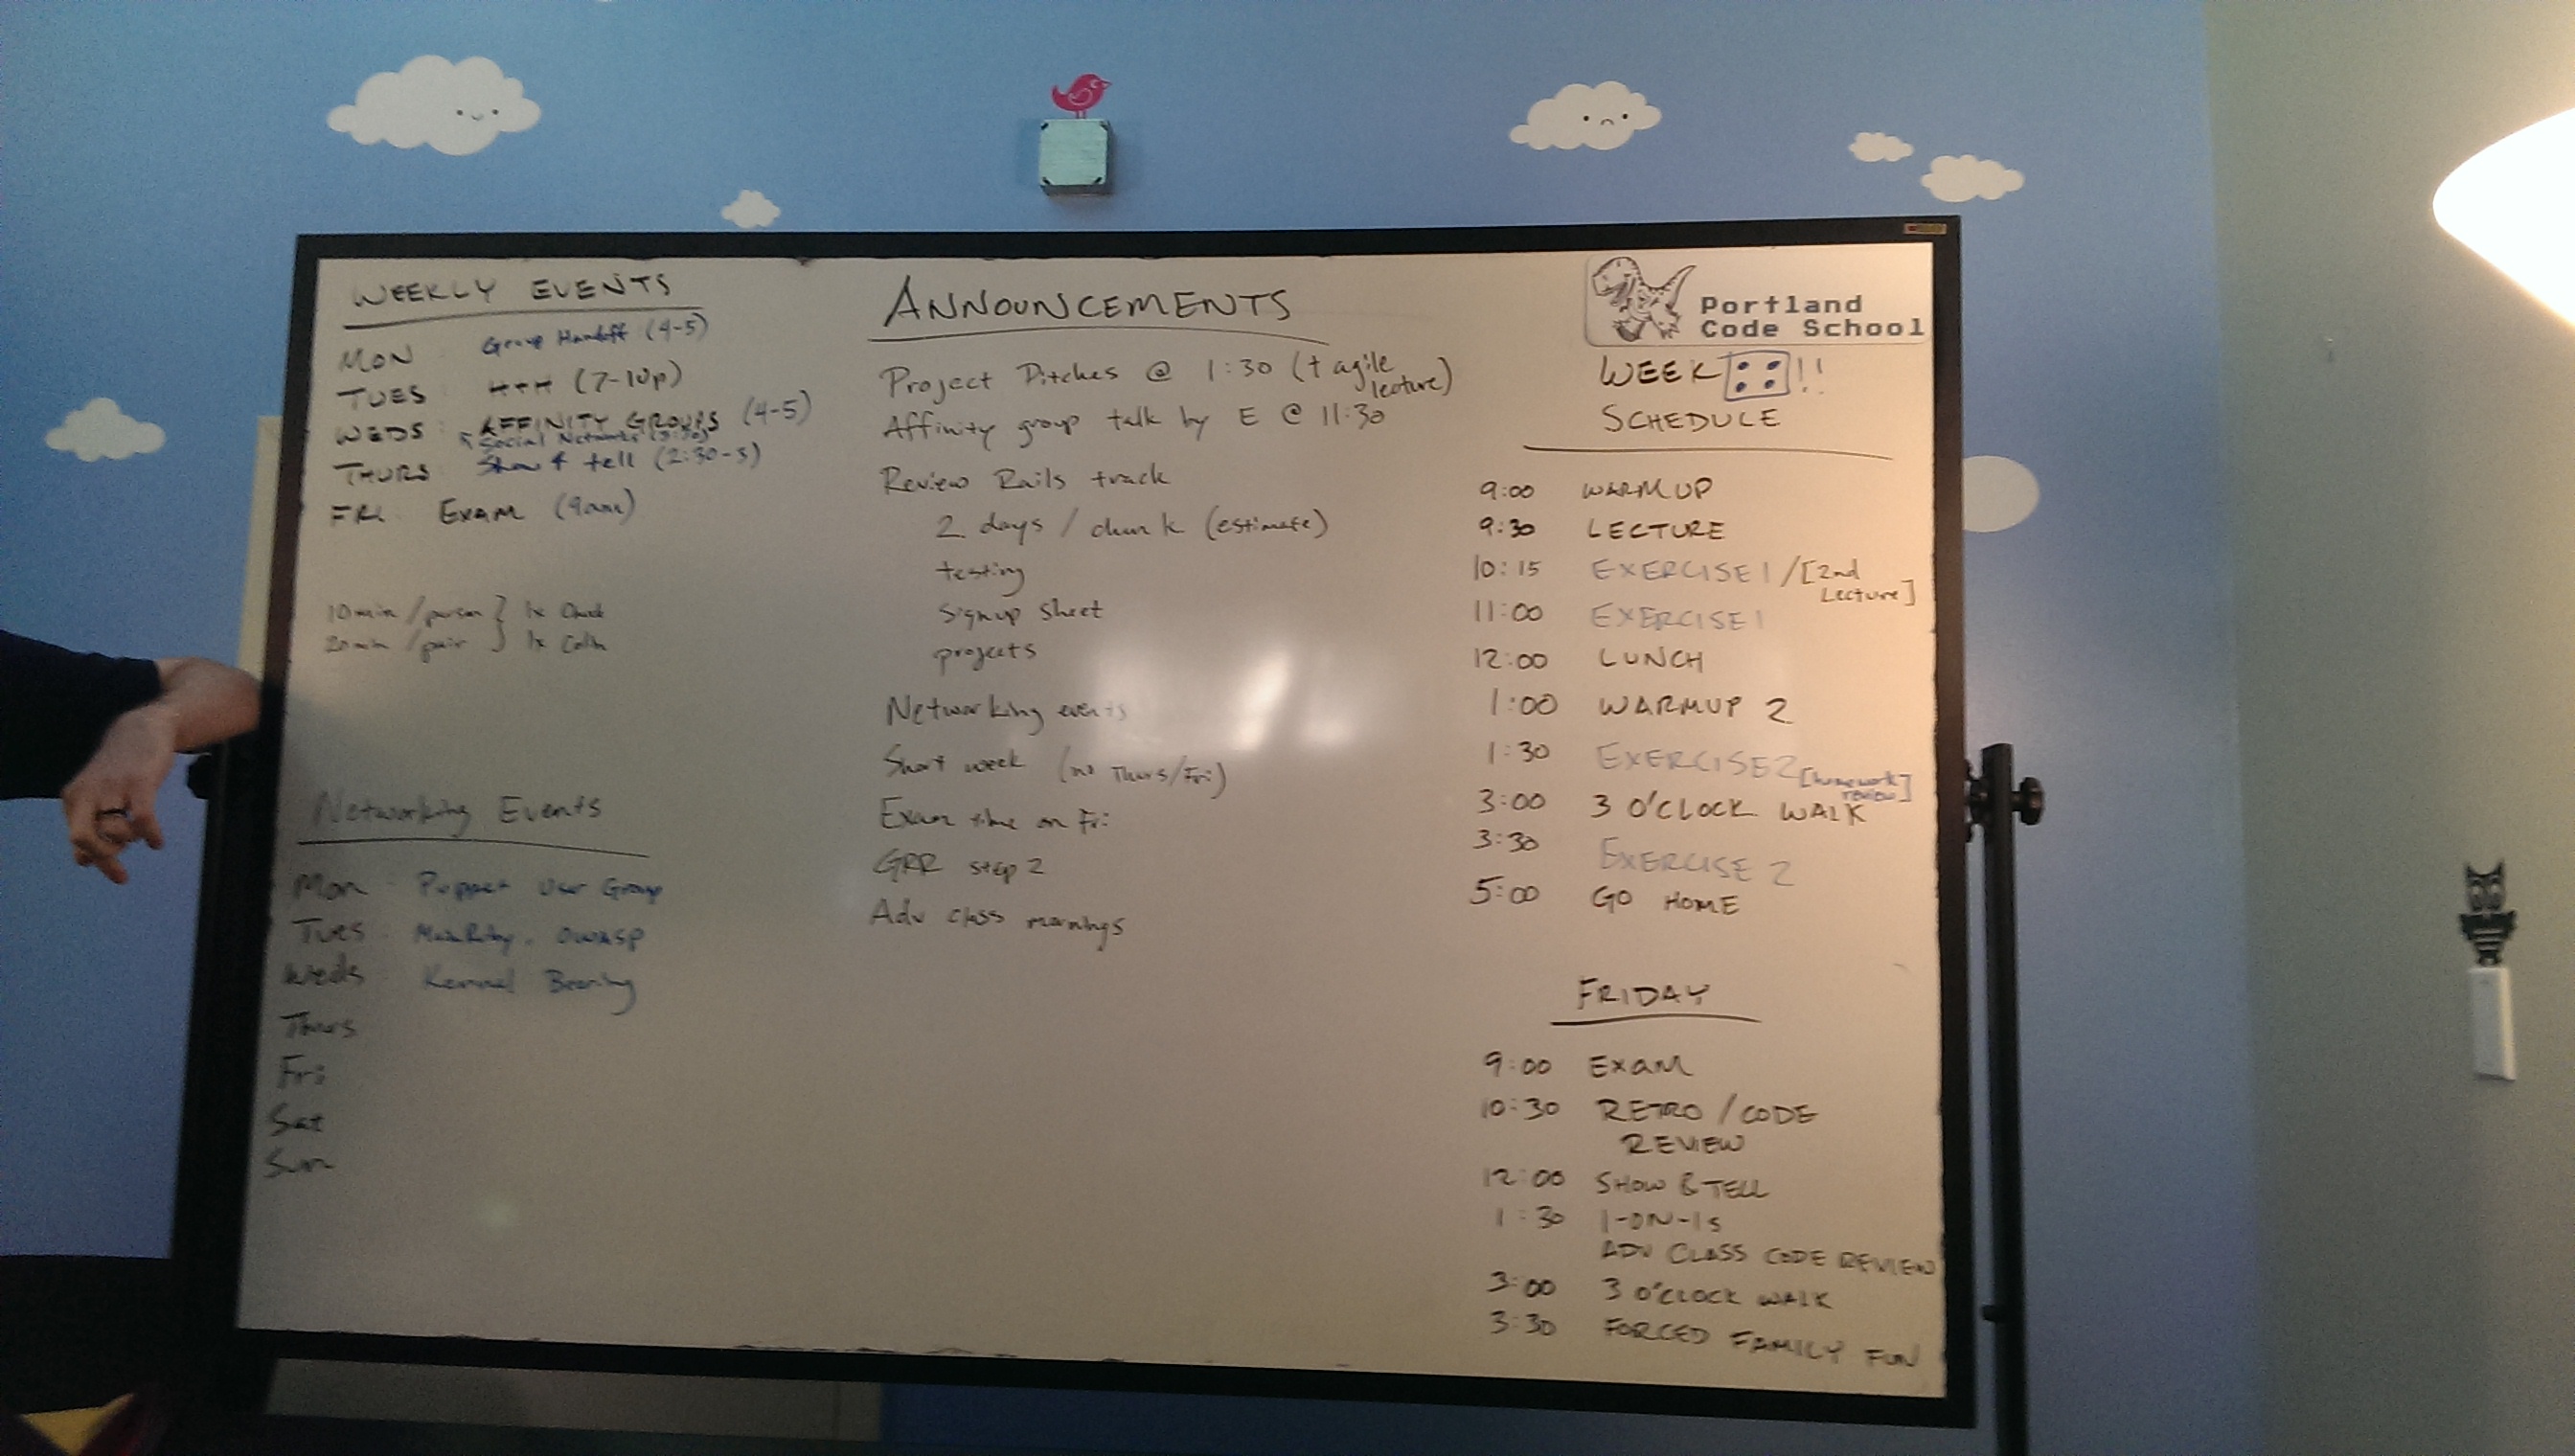 WEEKLY EVENTS
MON : Group Handoff (4-5)
TUES : H+H (7-10p)
WEDS : AFFINITY GROUPS (4-5)
Social Networks
THURS : Show & tell (2:30-3)
FRI : EXAM (9am)
10min / person } 1x
20min / pair } 1x
Networking Events
Mon : Puppet User Group
Tues : OWASP
Weds : Kernel
Thurs
Fri
Sat
Sun
ANNOUNCEMENTS
Project Pitches @ 1:30 (+ agile
lecture)
Affinity group talk by E @ 11:30
Review Rails track
2 days / chunk (estimate)
testing
signup sheet
projects
Networking events
Short week (no Thurs/Fri)
Exam time on Fri
GRR step 2
Adv class mornings
Portland
Code School
WEEK !!
SCHEDULE
9:00 WARMUP
9:30 LECTURE
10:15 EXERCISE 1 / [2nd
Lecture]
11:00 EXERCISE 1
12:00 LUNCH
1:00 WARMUP 2
1:30 EXERCISE 2 [homework
review]
3:00 3 O'CLOCK WALK
3:30 EXERCISE 2
5:00 GO HOME
FRIDAY
9:00 EXAM
10:30 RETRO / CODE
REVIEW
12:00 SHOW & TELL
1:30 1-ON-1s
ADV CLASS CODE REVIEW
3:00 3 O'CLOCK WALK
3:30 FORCED FAMILY FUN